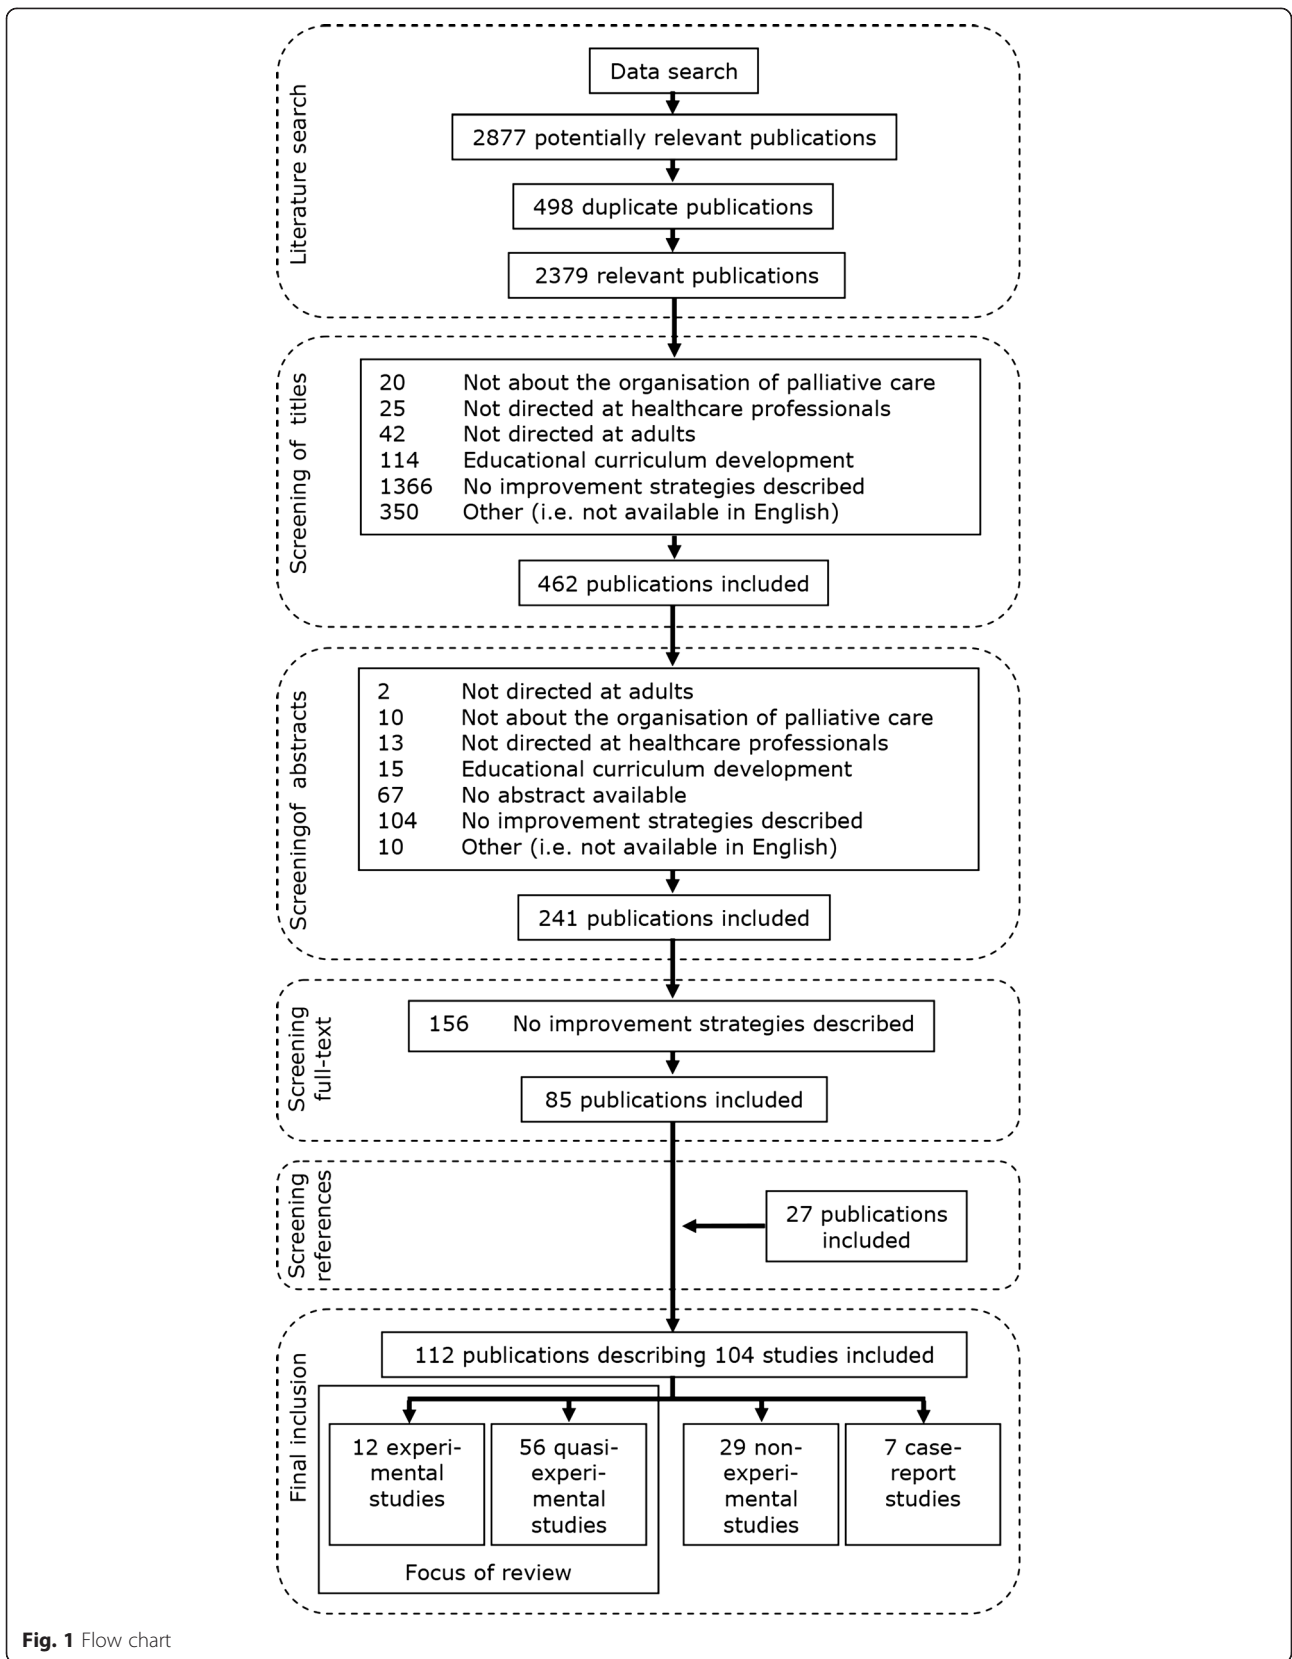 Literature search
Data search
2877 potentially relevant publications
498 duplicate publications
2379 relevant publications
Screening of titles
20 Not about the organisation of palliative care
25 Not directed at healthcare professionals
42 Not directed at adults
114 Educational curriculum development
1366 No improvement strategies described
350 Other (i.e. not available in English)
462 publications included
Screeningof abstracts
2 Not directed at adults
10 Not about the organisation of palliative care
13 Not directed at healthcare professionals
15 Educational curriculum development
67 No abstract available
104 No improvement strategies described
10 Other (i.e. not available in English)
241 publications included
Screening
full-text
156 No improvement strategies described
85 publications included
Screening
references
27 publications
included
Final inclusion
112 publications describing 104 studies included
12 experi-
mental
studies
56 quasi-
experi-
mental
studies
29 non-
experi-
mental
studies
7 case-
report
studies
Focus of review
Fig. 1 Flow chart